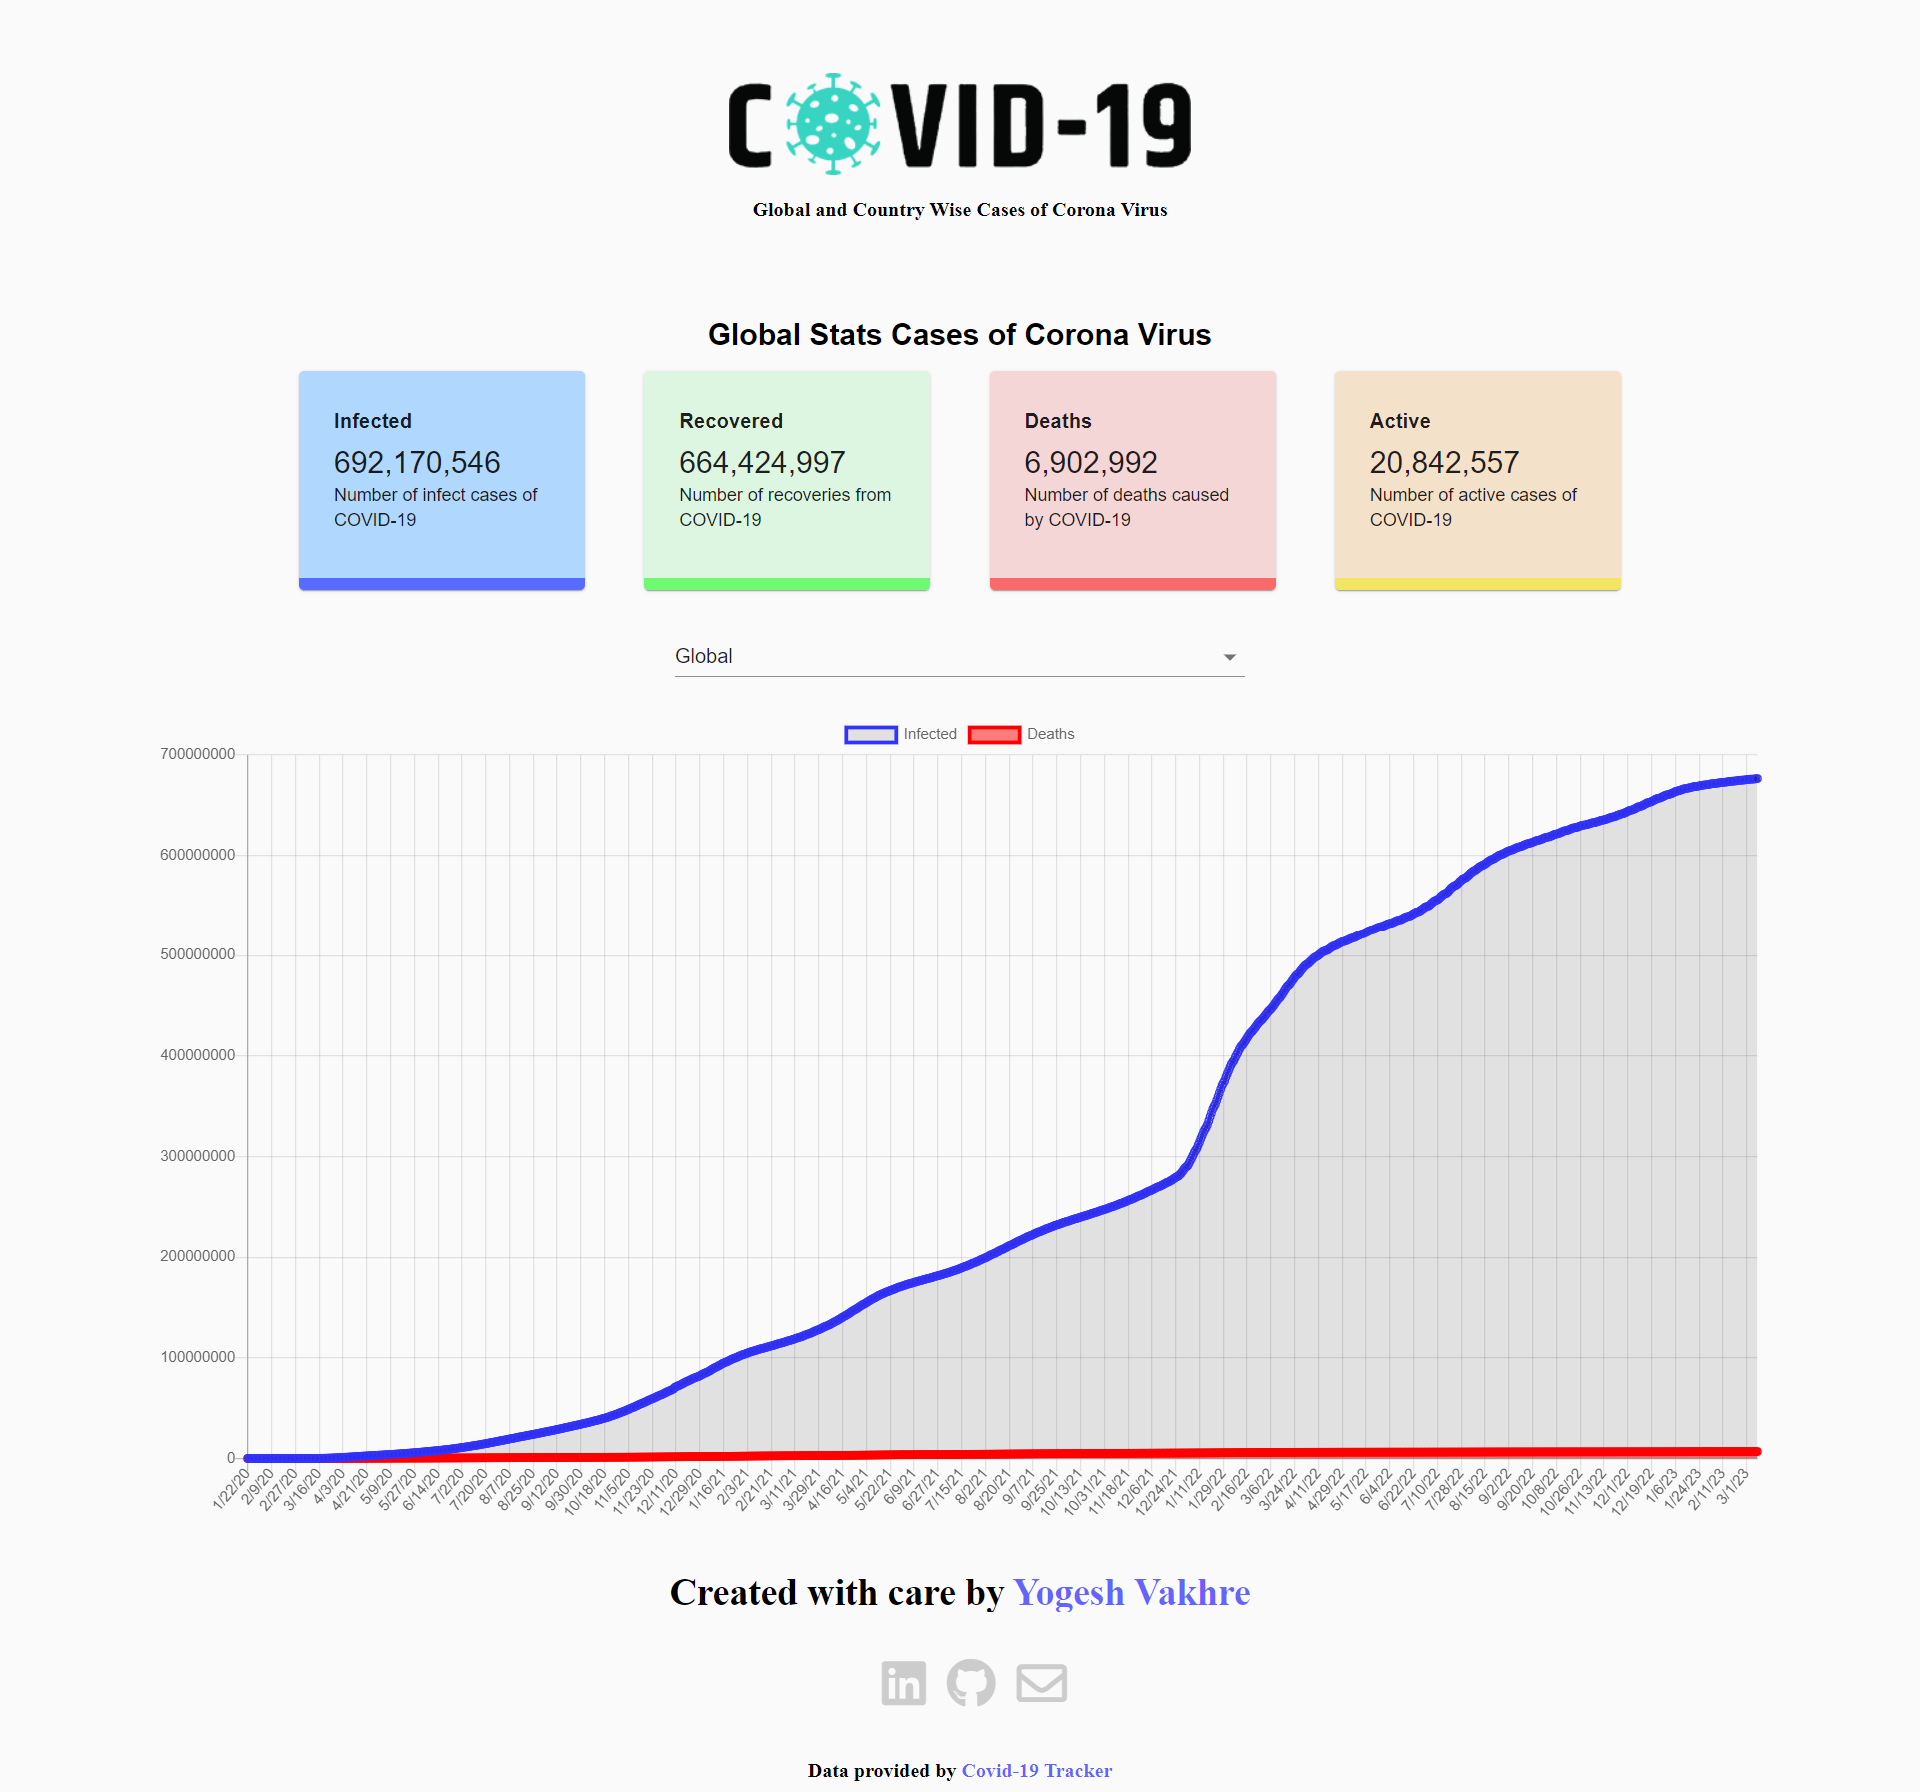 COVID-19
Global and Country Wise Cases of Corona Virus
Global Stats Cases of Corona Virus
Infected
692,170,546
Number of infect cases of
COVID-19
Recovered
664,424,997
Number of recoveries from
COVID-19
Deaths
6,902,992
Number of deaths caused
by COVID-19
Active
20,842,557
Number of active cases of
COVID-19
Global
Infected Deaths
700000000
600000000
500000000
400000000
300000000
200000000
100000000
0
1/22/20 2/9/20 2/27/20 3/16/20 4/3/20 4/21/20 5/9/20 5/27/20 6/14/20 7/2/20 7/20/20 8/7/20 8/25/20 9/12/20 9/30/20 10/18/20 11/5/20 11/23/20 12/11/20 12/29/20 1/16/21 2/3/21 2/21/21 3/11/21 3/29/21 4/16/21 5/4/21 5/22/21 6/9/21 6/27/21 7/15/21 8/2/21 8/20/21 9/7/21 9/25/21 10/13/21 10/31/21 11/18/21 12/6/21 12/24/21 1/11/22 1/29/22 2/16/22 3/6/22 3/24/22 4/11/22 4/29/22 5/17/22 6/4/22 6/22/22 7/10/22 7/28/22 8/15/22 9/2/22 9/20/22 10/8/22 10/26/22 11/13/22 12/1/22 12/19/22 1/6/23 1/24/23 2/11/23 3/1/23
Created with care by Yogesh Vakhre
in
Data provided by Covid-19 Tracker